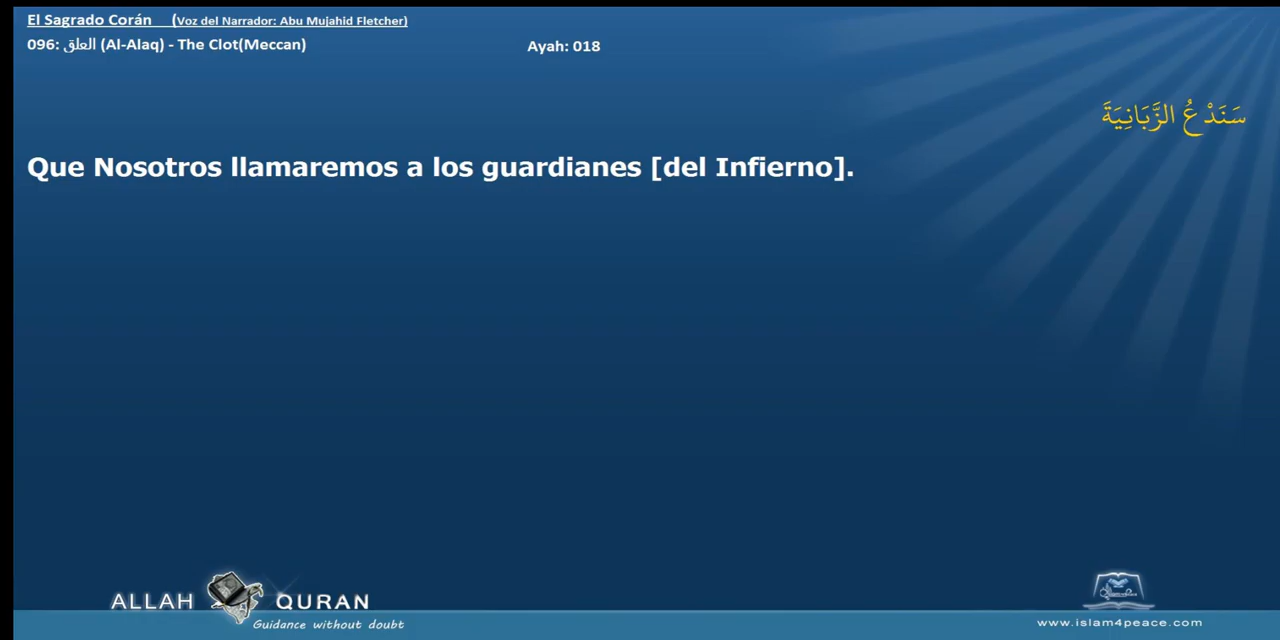 El Sagrado Corán (Voz del Narrador: Abu Mujahid Fletcher)
096: العلق (Al-Alaq) - The Clot(Meccan) Ayah: 018
سَنَدْعُ الزَّبَانِيَةَ
Que Nosotros llamaremos a los guardianes [del Infierno].
ALLAH QURAN
Guidance without doubt
www.islam4peace.com